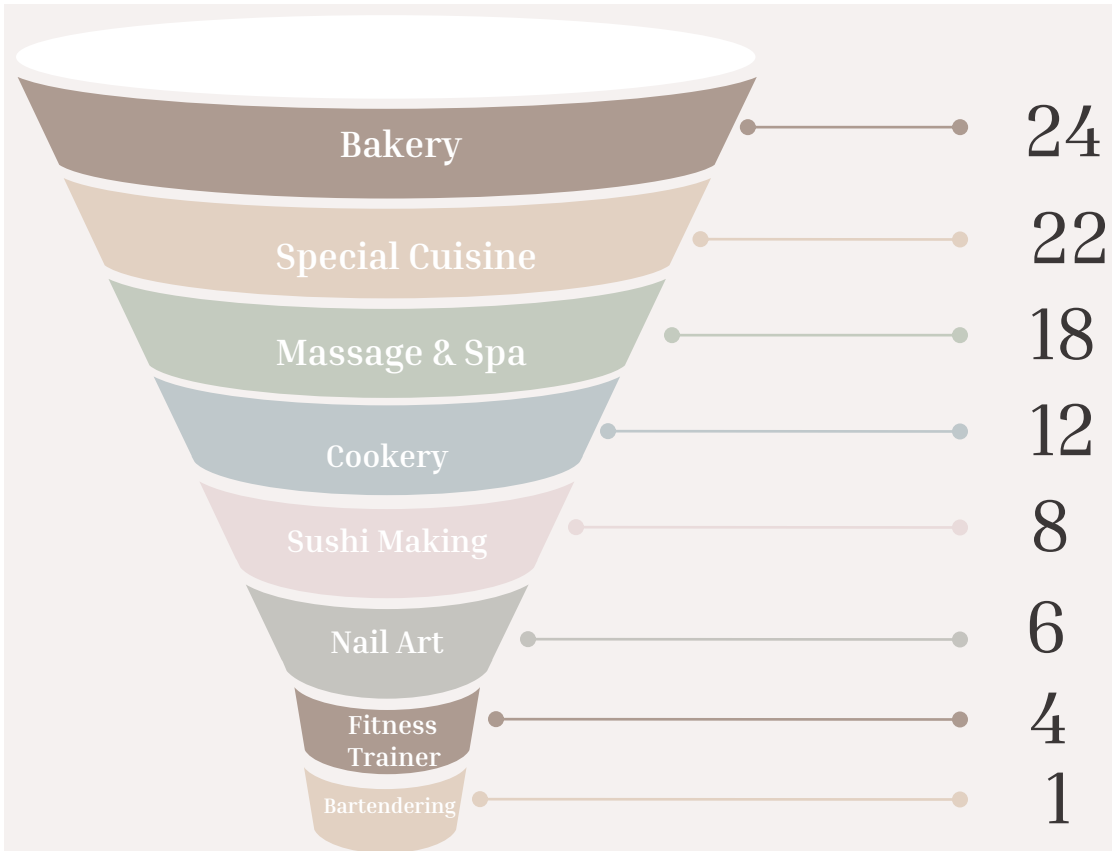 Bakery
24
Special Cuisine
22
Massage & Spa
18
Cookery
12
Sushi Making
8
Nail Art
6
Fitness
Trainer
4
Bartendering
1